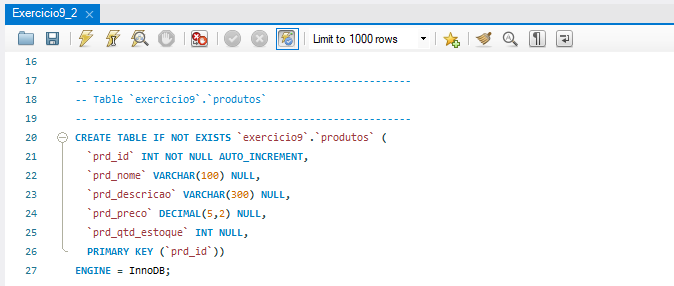 Exercicio9_2 ×
Limit to 1000 rows
16
17 -- -----------------------------------------------------
18 -- Table `exercicio9`.`produtos`
19 -- -----------------------------------------------------
20 CREATE TABLE IF NOT EXISTS `exercicio9`.`produtos` (
21 `prd_id` INT NOT NULL AUTO_INCREMENT,
22 `prd_nome` VARCHAR(100) NULL,
23 `prd_descricao` VARCHAR(300) NULL,
24 `prd_preco` DECIMAL(5,2) NULL,
25 `prd_qtd_estoque` INT NULL,
26 PRIMARY KEY (`prd_id`))
27 ENGINE = InnoDB;